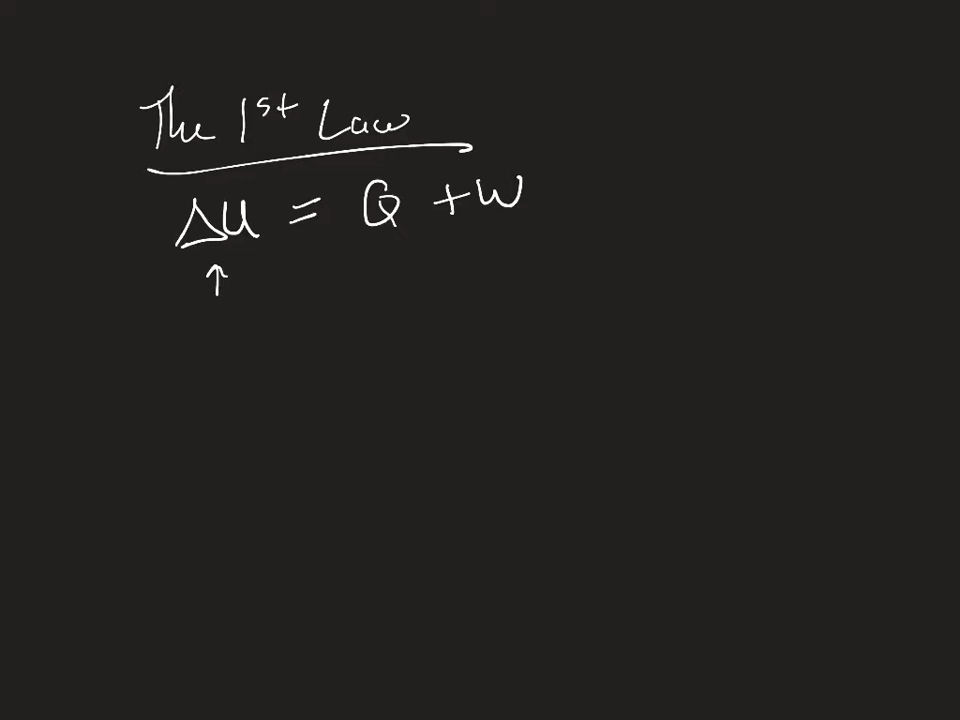 The 1st Law
ΔU = Q + W
↑